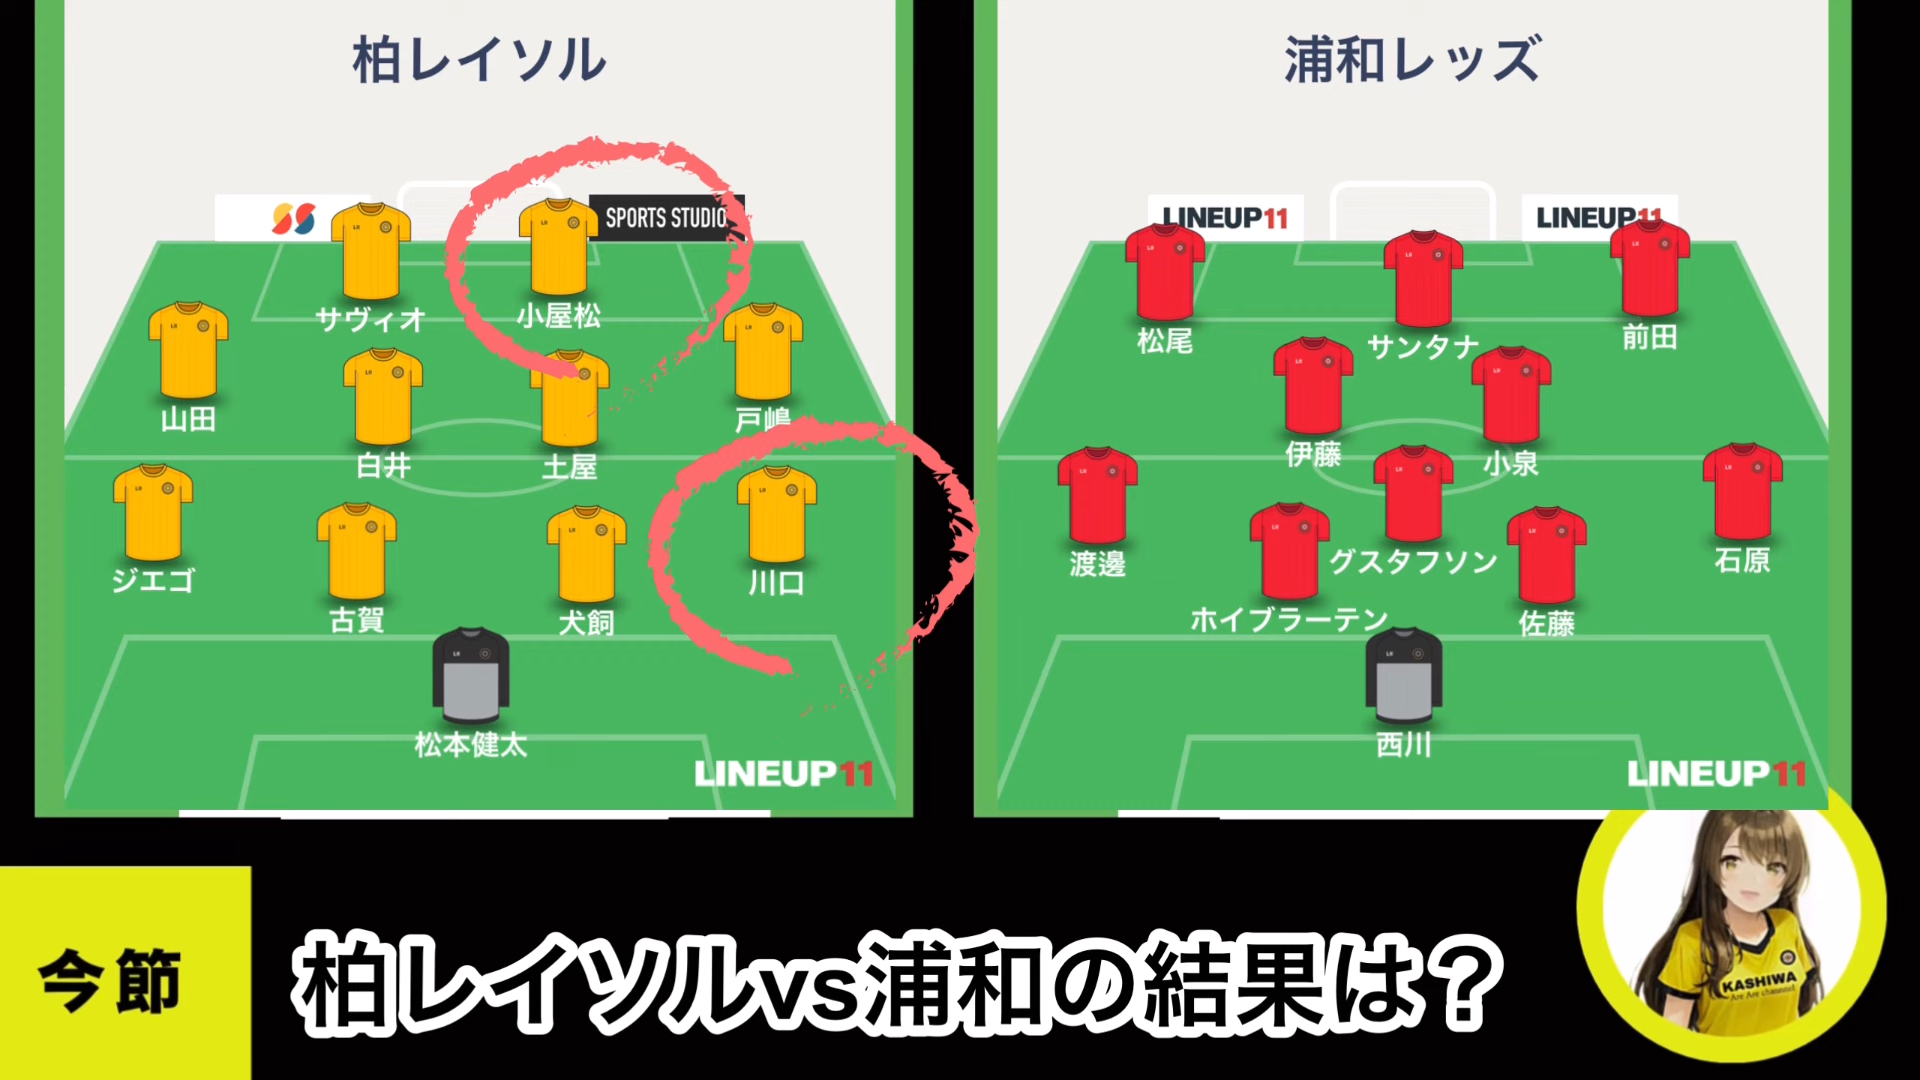 柏レイソル
SPORTS STUDIO
サヴィオ
小屋松
山田
戸嶋
白井
土屋
ジエゴ
川口
古賀
犬飼
松本健太
LINEUP11
浦和レッズ
LINEUP11
LINEUP11
松尾
サンタナ
前田
伊藤
小泉
渡邊
グスタフソン
石原
ホイブラーテン
佐藤
西川
LINEUP11
今節
柏レイソルvs浦和の結果は？
KASHIWA
Are Are channel